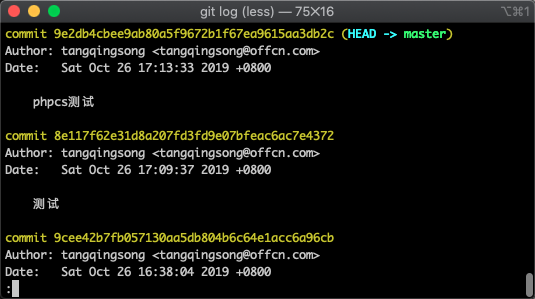 git log (less) — 75×16
⌥⌘1
commit 9e2db4cbee9ab80a5f9672b1f67ea9615aa3db2c (HEAD -> master)
Author: tangqingsong <tangqingsong@offcn.com>
Date:   Sat Oct 26 17:13:33 2019 +0800
phpcs测试
commit 8e117f62e31d8a207fd3fd9e07bfeac6ac7e4372
Author: tangqingsong <tangqingsong@offcn.com>
Date:   Sat Oct 26 17:09:37 2019 +0800
测试
commit 9cee42b7fb057130aa5db804b6c64e1acc6a96cb
Author: tangqingsong <tangqingsong@offcn.com>
Date:   Sat Oct 26 16:38:04 2019 +0800
: